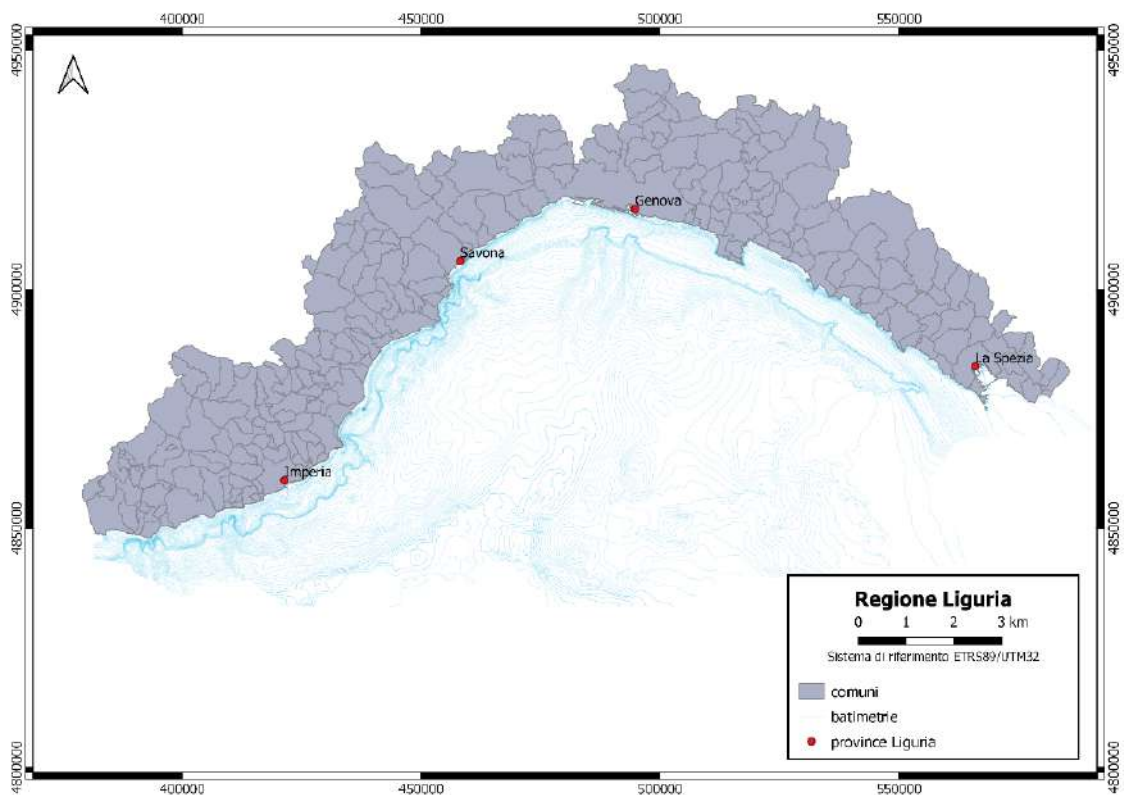 400000 450000 500000 550000
4950000 4950000
Genova
Savona
4900000 4900000
La Spezia
Imperia
4850000 4850000
Regione Liguria
0 1 2 3 km
Sistema di riferimento ETRS89/UTM32
comuni
batimetrie
province Liguria
4800000 4800000
400000 450000 500000 550000